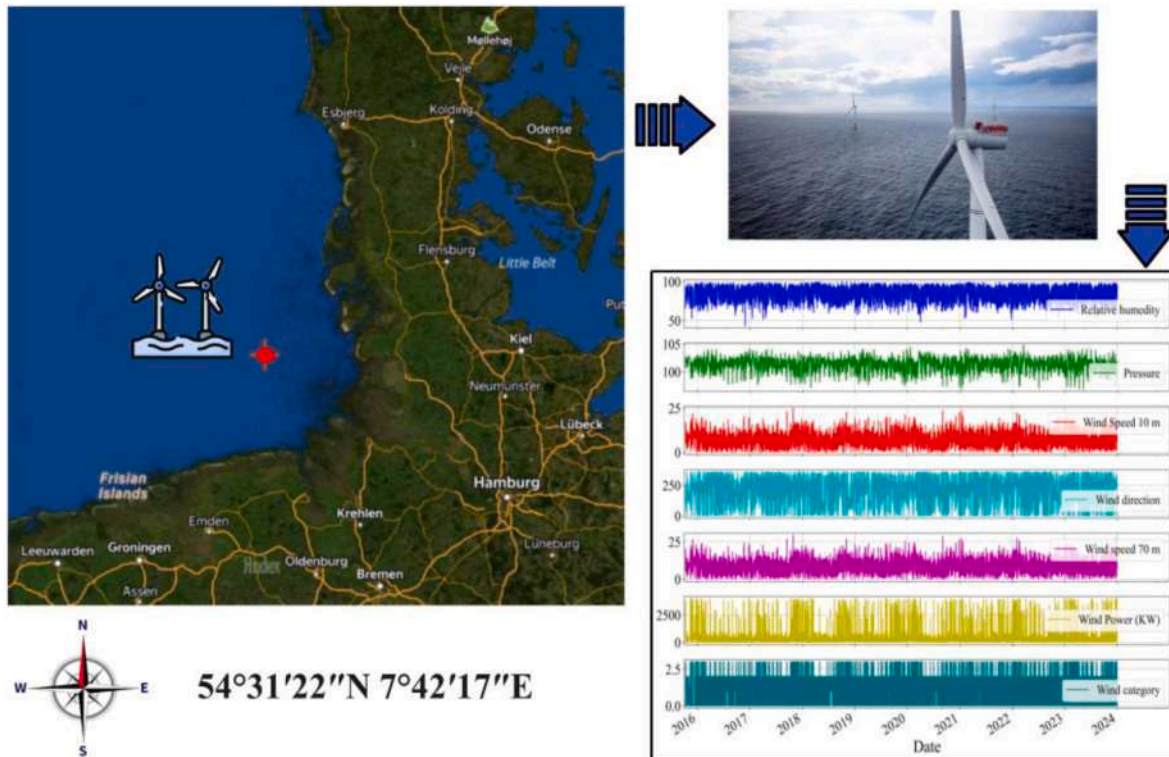 Møllehøj
Vejle
Esbjerg
Kolding
Odense
Flensburg
Little Belt
Kiel
Neumünster
Lübeck
Frisian
Islands
Hamburg
Emden
Krehlen
Leeuwarden
Groningen
Oldenburg
Lüneburg
Bremen
Assen
N
W
E
S
54°31′22″N 7°42′17″E
100
50
Relative humedity
105
100
Pressure
25
0
Wind Speed 10 m
250
0
Wind direction
25
0
Wind speed 70 m
2500
0
Wind Power (KW)
2.5
0.0
Wind category
2016
2017
2018
2019
2020
2021
2022
2023
2024
Date